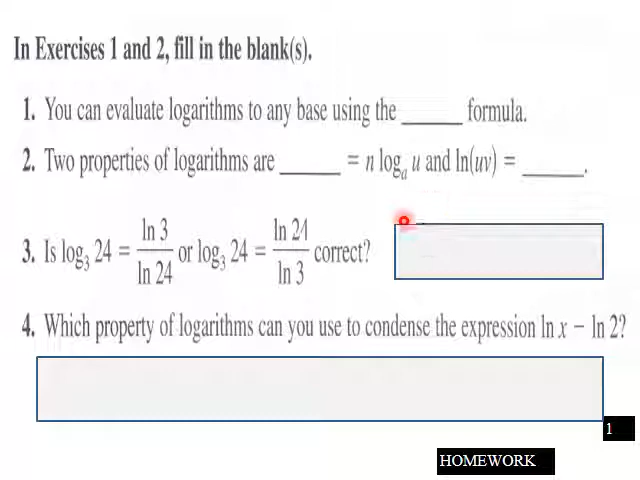 In Exercises 1 and 2, fill in the blank(s).
1. You can evaluate logarithms to any base using the ______ formula.
2. Two properties of logarithms are ______ = n logₐ u and ln(uv) = ______.
3. Is log₃ 24 = ln 3 / ln 24 or log₃ 24 = ln 24 / ln 3 correct?
4. Which property of logarithms can you use to condense the expression ln x − ln 2?
1
HOMEWORK